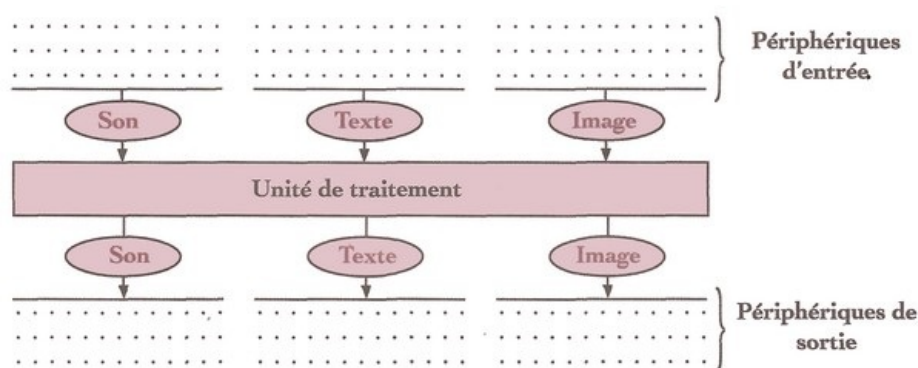 Périphériques
d'entrée.
Son
Texte
Image
Unité de traitement
Son
Texte
Image
Périphériques de
sortie